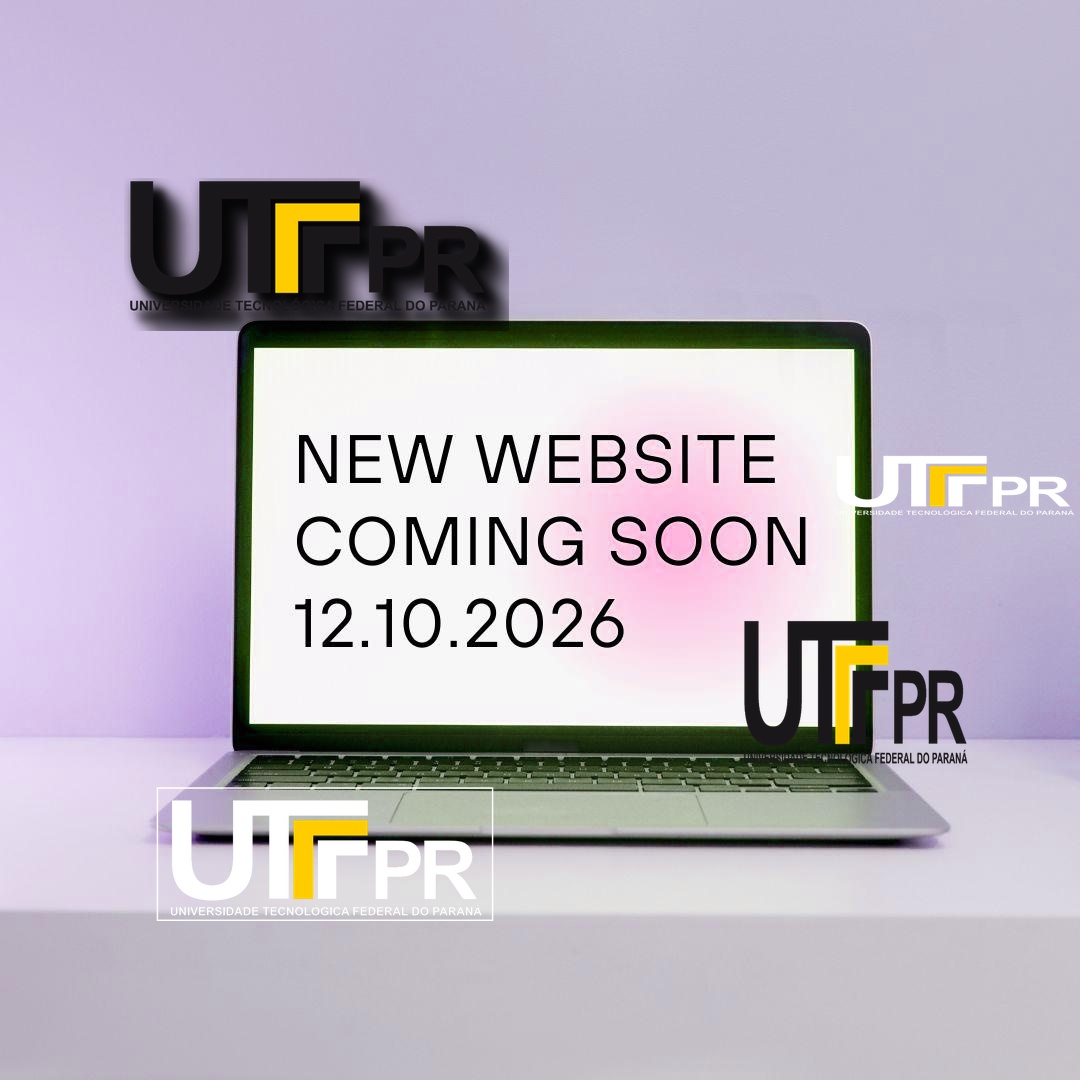 UTFPR
UNIVERSIDADE TECNOLÓGICA FEDERAL DO PARANÁ
NEW WEBSITE
COMING SOON
12.10.2026
UTFPR
UNIVERSIDADE TECNOLÓGICA FEDERAL DO PARANÁ
UTFPR
UNIVERSIDADE TECNOLÓGICA FEDERAL DO PARANÁ
UTFPR
UNIVERSIDADE TECNOLOGICA FEDERAL DO PARANA